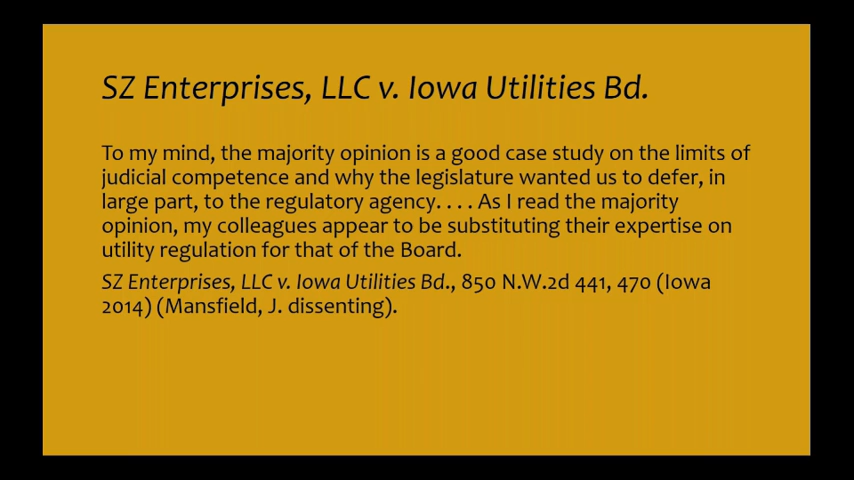 SZ Enterprises, LLC v. Iowa Utilities Bd.
To my mind, the majority opinion is a good case study on the limits of
judicial competence and why the legislature wanted us to defer, in
large part, to the regulatory agency. . . . As I read the majority
opinion, my colleagues appear to be substituting their expertise on
utility regulation for that of the Board.
SZ Enterprises, LLC v. Iowa Utilities Bd., 850 N.W.2d 441, 470 (Iowa
2014) (Mansfield, J. dissenting).